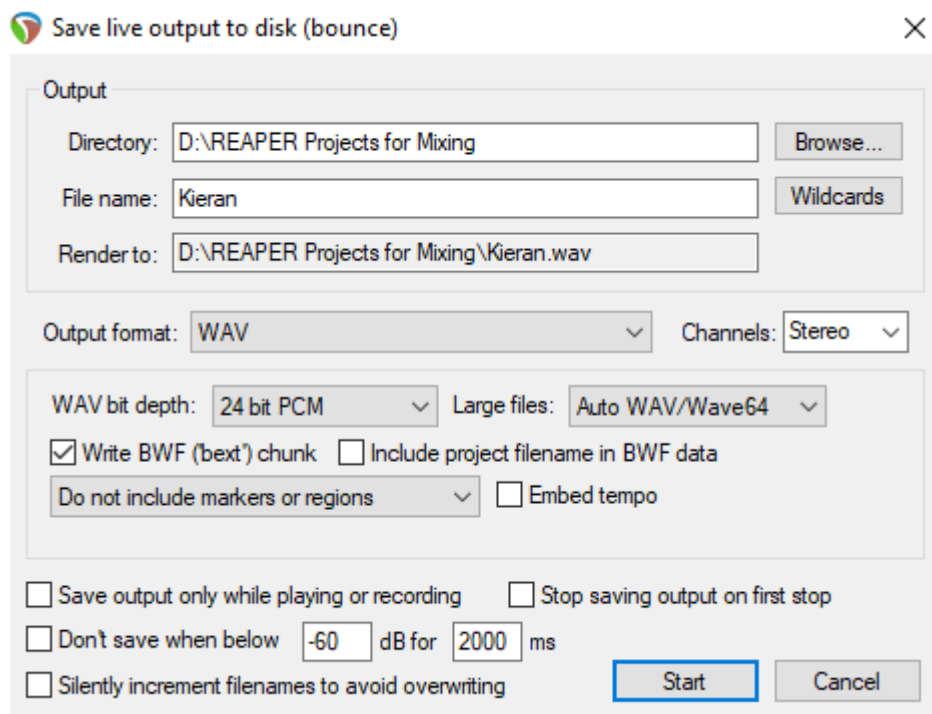 Save live output to disk (bounce)
Output
Directory: D:\REAPER Projects for Mixing Browse...
File name: Kieran Wildcards
Render to: D:\REAPER Projects for Mixing\Kieran.wav
Output format: WAV Channels: Stereo
WAV bit depth: 24 bit PCM Large files: Auto WAV/Wave64
Write BWF ('bext') chunk Include project filename in BWF data
Do not include markers or regions Embed tempo
Save output only while playing or recording Stop saving output on first stop
Don't save when below -60 dB for 2000 ms
Silently increment filenames to avoid overwriting Start Cancel